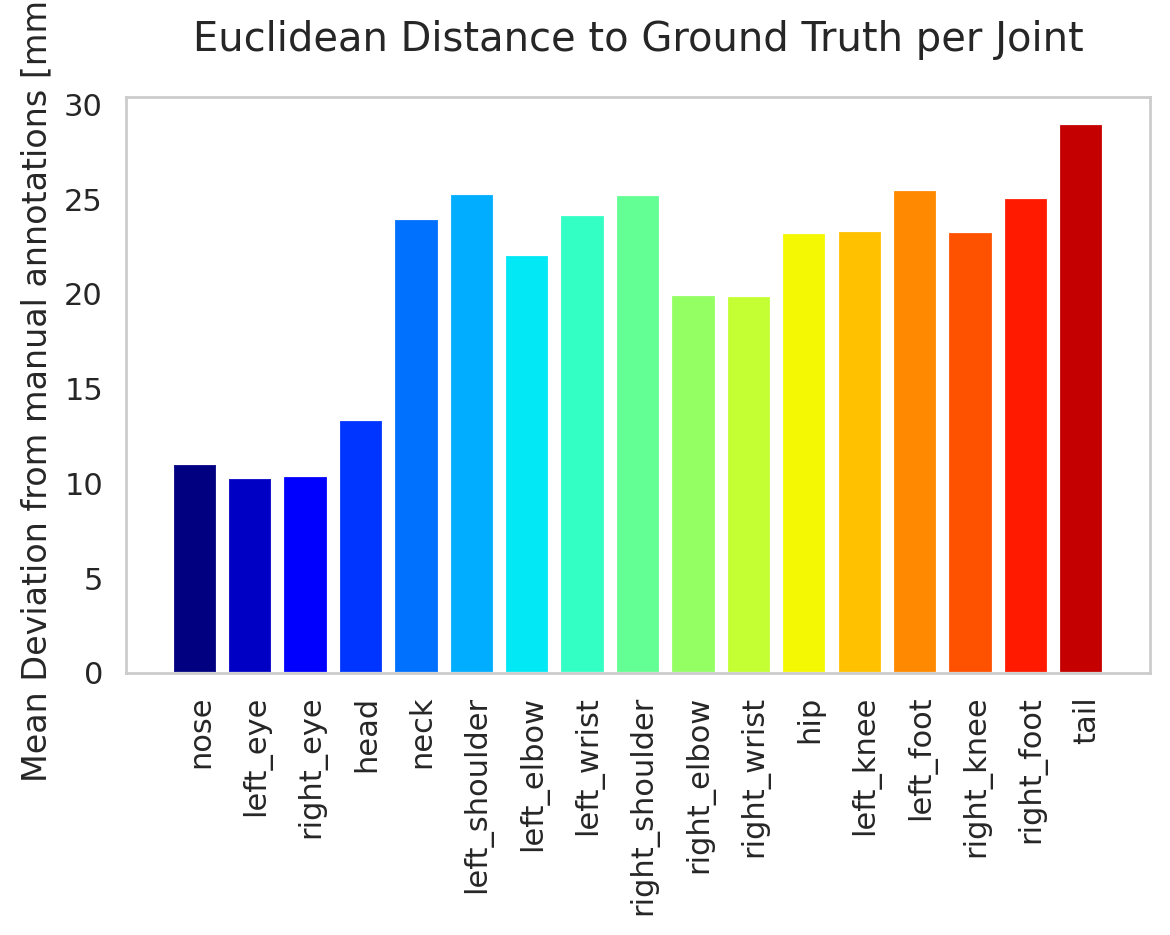 Euclidean Distance to Ground Truth per Joint
Mean Deviation from manual annotations [mm
30
25
20
15
10
5
0
nose
left_eye
right_eye
head
neck
left_shoulder
left_elbow
left_wrist
right_shoulder
right_elbow
right_wrist
hip
left_knee
left_foot
right_knee
right_foot
tail